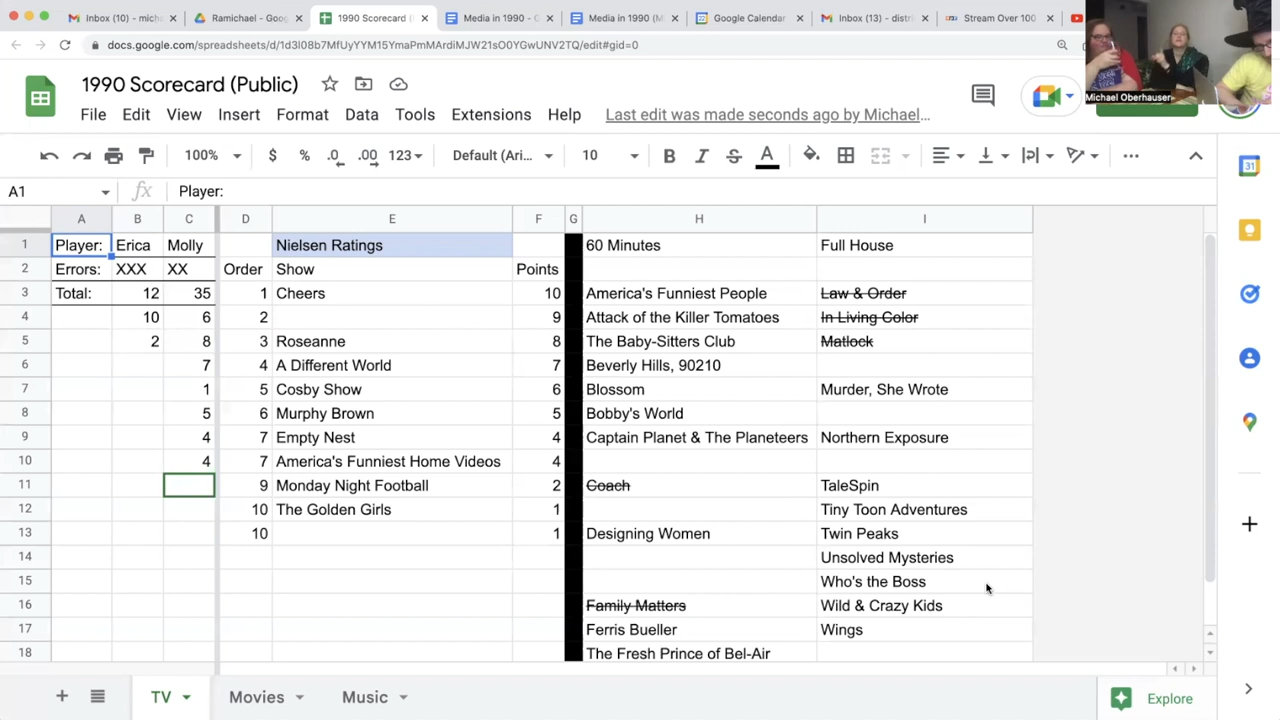 Inbox (10) - mich
Ramichael - Goog
1990 Scorecard (
Media in 1990 - G
Media in 1990 (M
Google Calendar
Inbox (13) - distri
Stream Over 100
docs.google.com/spreadsheets/d/1d3I08b7MfUyYYM15YmaPmMArdiMJW21sO0YGwUNV2TQ/edit#gid=0
Michael Oberhauser
1990 Scorecard (Public)
File Edit View Insert Format Data Tools Extensions Help Last edit was made seconds ago by Michael…
100% $ % .0 .00 123 Default (Ari... 10 B I S A
A1 fx Player:
A B C D E F G H I
1 Player: Erica Molly Nielsen Ratings 60 Minutes Full House
2 Errors: XXX XX Order Show Points
3 Total: 12 35 1 Cheers 10 America's Funniest People Law & Order
4 10 6 2 9 Attack of the Killer Tomatoes In Living Color
5 2 8 3 Roseanne 8 The Baby-Sitters Club Matlock
6 7 4 A Different World 7 Beverly Hills, 90210
7 1 5 Cosby Show 6 Blossom Murder, She Wrote
8 5 6 Murphy Brown 5 Bobby's World
9 4 7 Empty Nest 4 Captain Planet & The Planeteers Northern Exposure
10 4 7 America's Funniest Home Videos 4
11 9 Monday Night Football 2 Coach TaleSpin
12 10 The Golden Girls 1 Tiny Toon Adventures
13 10 1 Designing Women Twin Peaks
14 Unsolved Mysteries
15 Who's the Boss
16 Family Matters Wild & Crazy Kids
17 Ferris Bueller Wings
18 The Fresh Prince of Bel-Air
TV Movies Music Explore
31